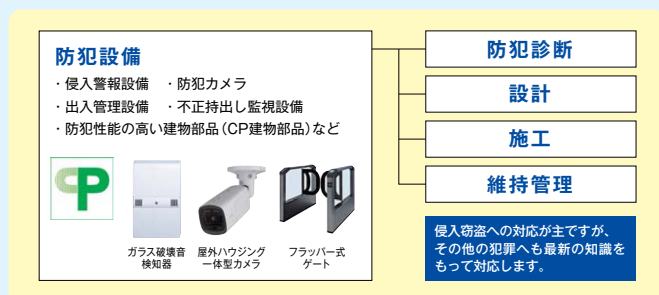 防犯設備
・侵入警報設備 ・防犯カメラ
・出入管理設備 ・不正持出し監視設備
・防犯性能の高い建物部品(CP建物部品)など
CP
ガラス破壊音
検知器
屋外ハウジング
一体型カメラ
フラッパー式
ゲート
防犯診断
設計
施工
維持管理
侵入窃盗への対応が主ですが、
その他の犯罪へも最新の知識を
もって対応します。